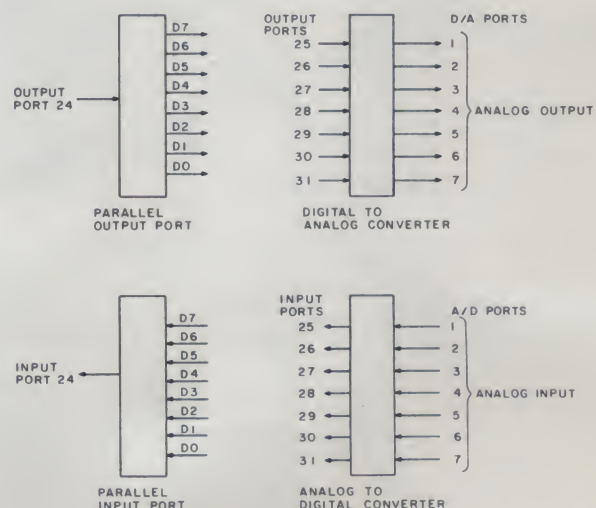 D7
D6
D5
D4
D3
D2
D1
D0
OUTPUT
PORT 24
PARALLEL
OUTPUT PORT
OUTPUT
PORTS
D/A PORTS
25 1
26 2
27 3
28 4
29 5
30 6
31 7
ANALOG OUTPUT
DIGITAL TO
ANALOG CONVERTER
D7
D6
D5
D4
D3
D2
D1
D0
INPUT
PORT 24
PARALLEL
INPUT PORT
INPUT
PORTS
A/D PORTS
25 1
26 2
27 3
28 4
29 5
30 6
31 7
ANALOG INPUT
ANALOG TO
DIGITAL CONVERTER